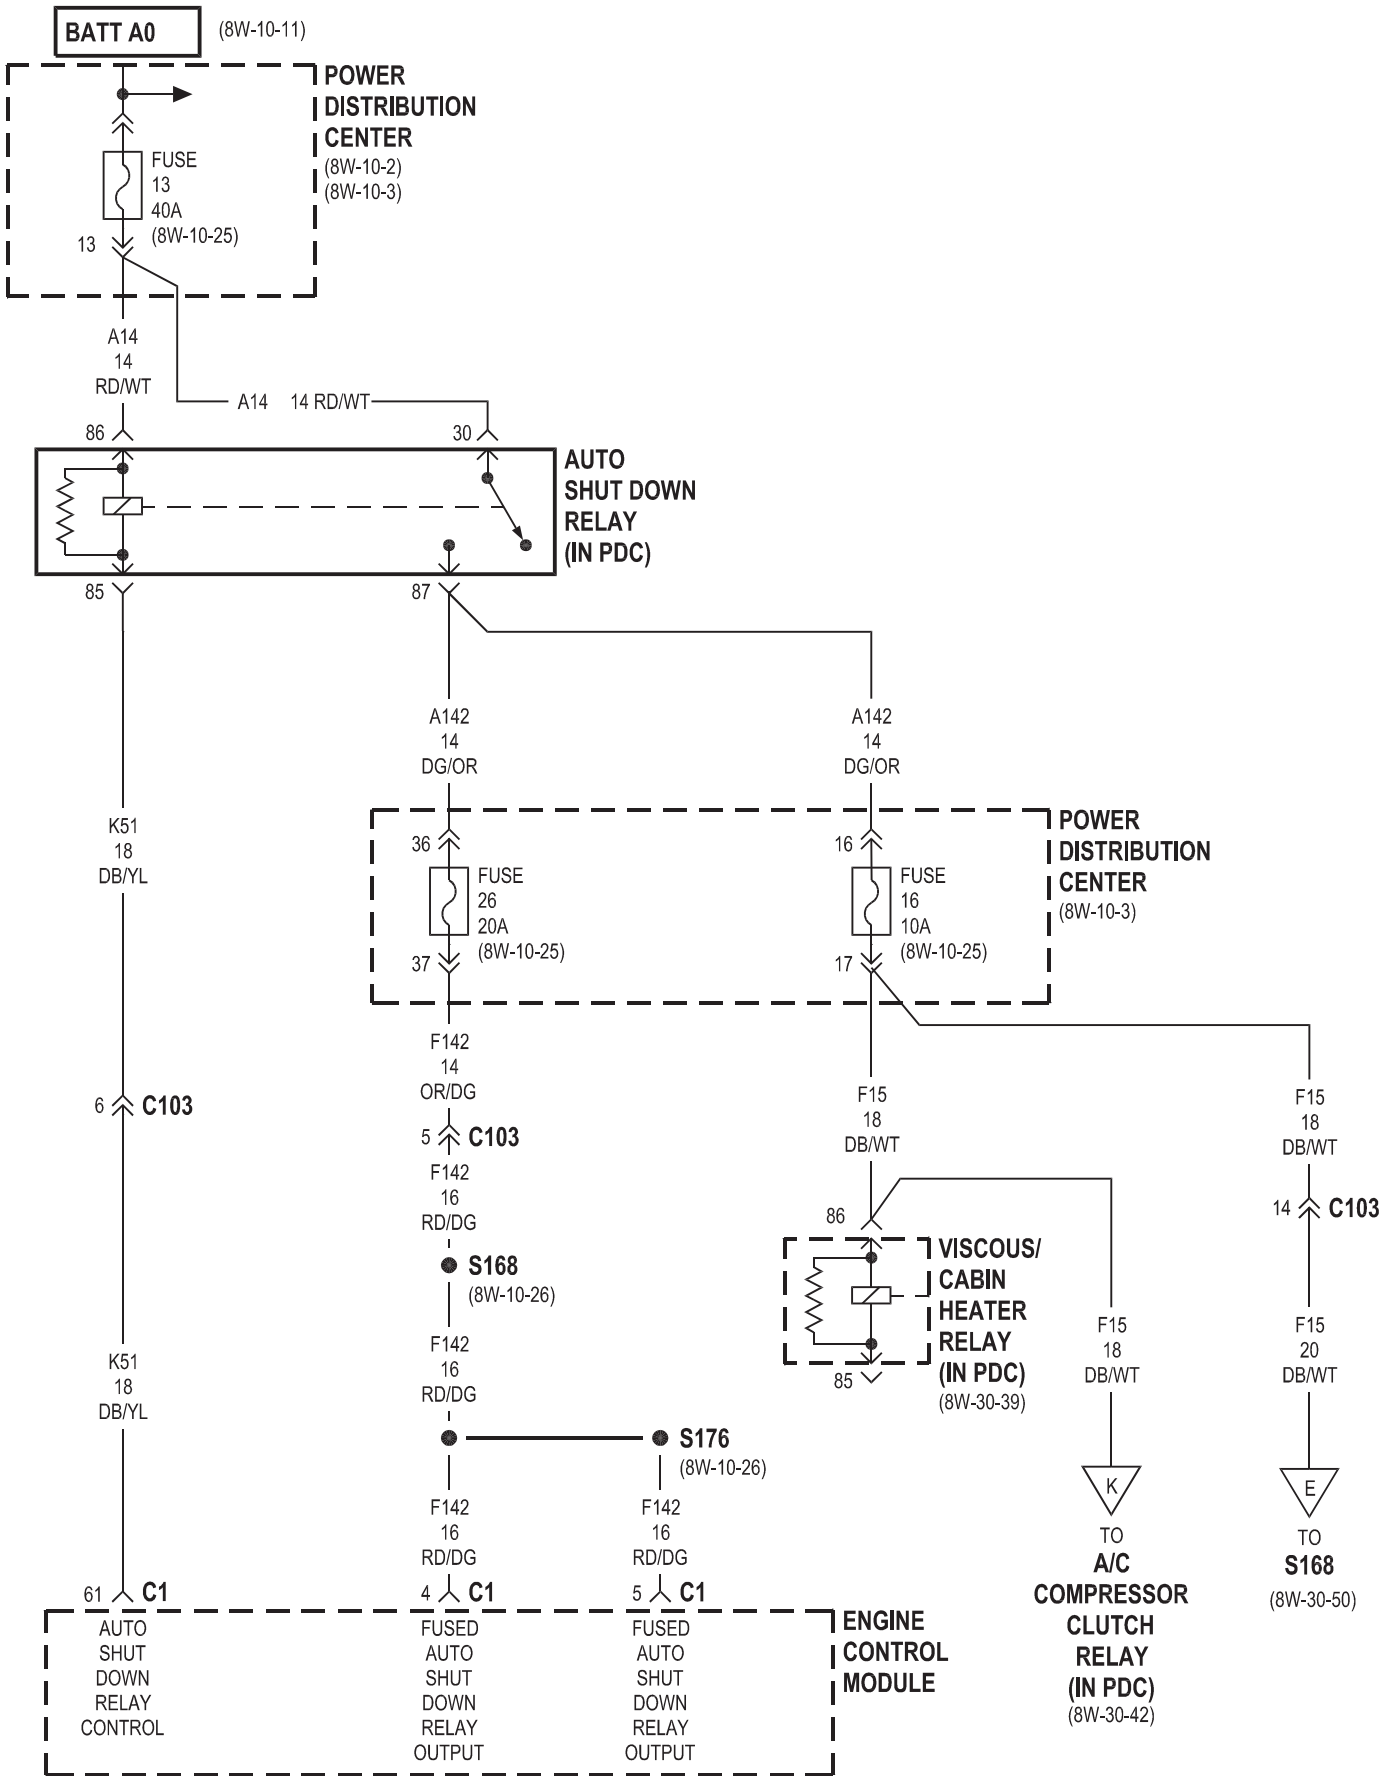 BATT A0
(8W-10-11)
POWER
DISTRIBUTION
CENTER
(8W-10-2)
(8W-10-3)
FUSE
13
40A
(8W-10-25)
13
A14
14
RD/WT
A14 14 RD/WT
86
30
AUTO
SHUT DOWN
RELAY
(IN PDC)
85
87
A142
14
DG/OR
A142
14
DG/OR
K51
18
DB/YL
POWER
DISTRIBUTION
CENTER
(8W-10-3)
36
FUSE
26
20A
(8W-10-25)
37
16
FUSE
16
10A
(8W-10-25)
17
F142
14
OR/DG
6
C103
5
C103
F142
16
RD/DG
S168
(8W-10-26)
F142
16
RD/DG
F15
18
DB/WT
F15
18
DB/WT
14
C103
86
VISCOUS/
CABIN
HEATER
RELAY
(IN PDC)
(8W-30-39)
85
F15
18
DB/WT
F15
20
DB/WT
K51
18
DB/YL
S176
(8W-10-26)
F142
16
RD/DG
F142
16
RD/DG
K
TO
A/C
COMPRESSOR
CLUTCH
RELAY
(IN PDC)
(8W-30-42)
E
TO
S168
(8W-30-50)
61
C1
4
C1
5
C1
AUTO
SHUT
DOWN
RELAY
CONTROL
FUSED
AUTO
SHUT
DOWN
RELAY
OUTPUT
FUSED
AUTO
SHUT
DOWN
RELAY
OUTPUT
ENGINE
CONTROL
MODULE